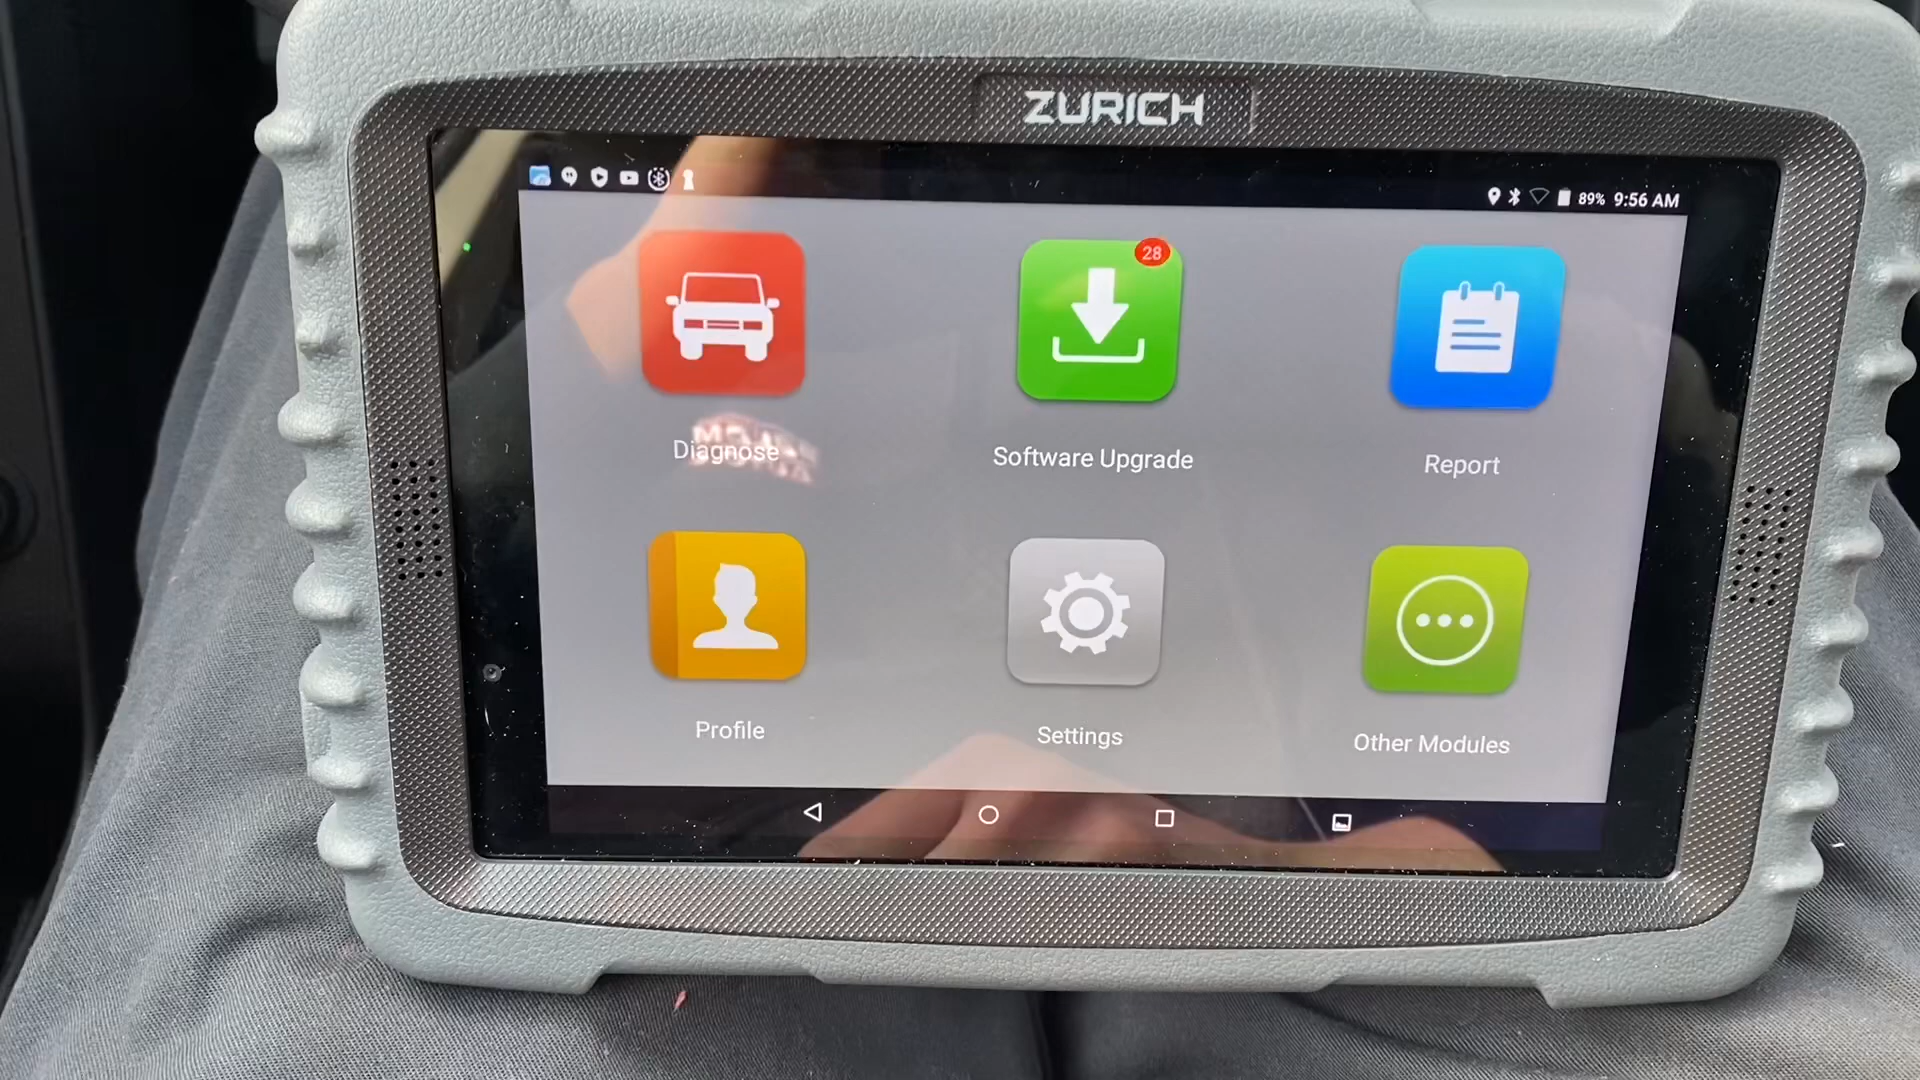 ZURICH
89% 9:56 AM
28
Diagnose
Software Upgrade
Report
Profile
Settings
Other Modules